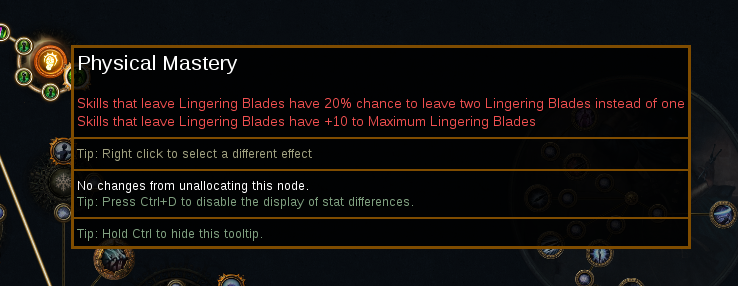 Physical Mastery
Skills that leave Lingering Blades have 20% chance to leave two Lingering Blades instead of one
Skills that leave Lingering Blades have +10 to Maximum Lingering Blades
Tip: Right click to select a different effect
No changes from unallocating this node.
Tip: Press Ctrl+D to disable the display of stat differences.
Tip: Hold Ctrl to hide this tooltip.